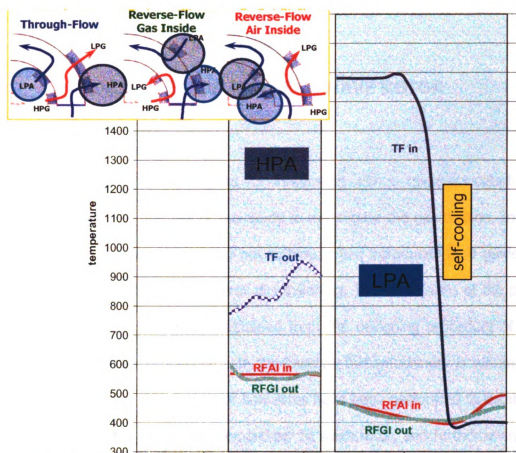 Through-Flow
Reverse-Flow
Gas Inside
Reverse-Flow
Air Inside
LPG
LPA
HPA
HPG
LPA
LPG
HPA
HPG
LPA
HPA
LPG
HPG
1400
1300
1200
1100
1000
900
800
700
600
500
400
300
temperature
HPA
TF out
RFAI in
RFGI out
TF in
self-cooling
LPA
RFAI in
RFGI out